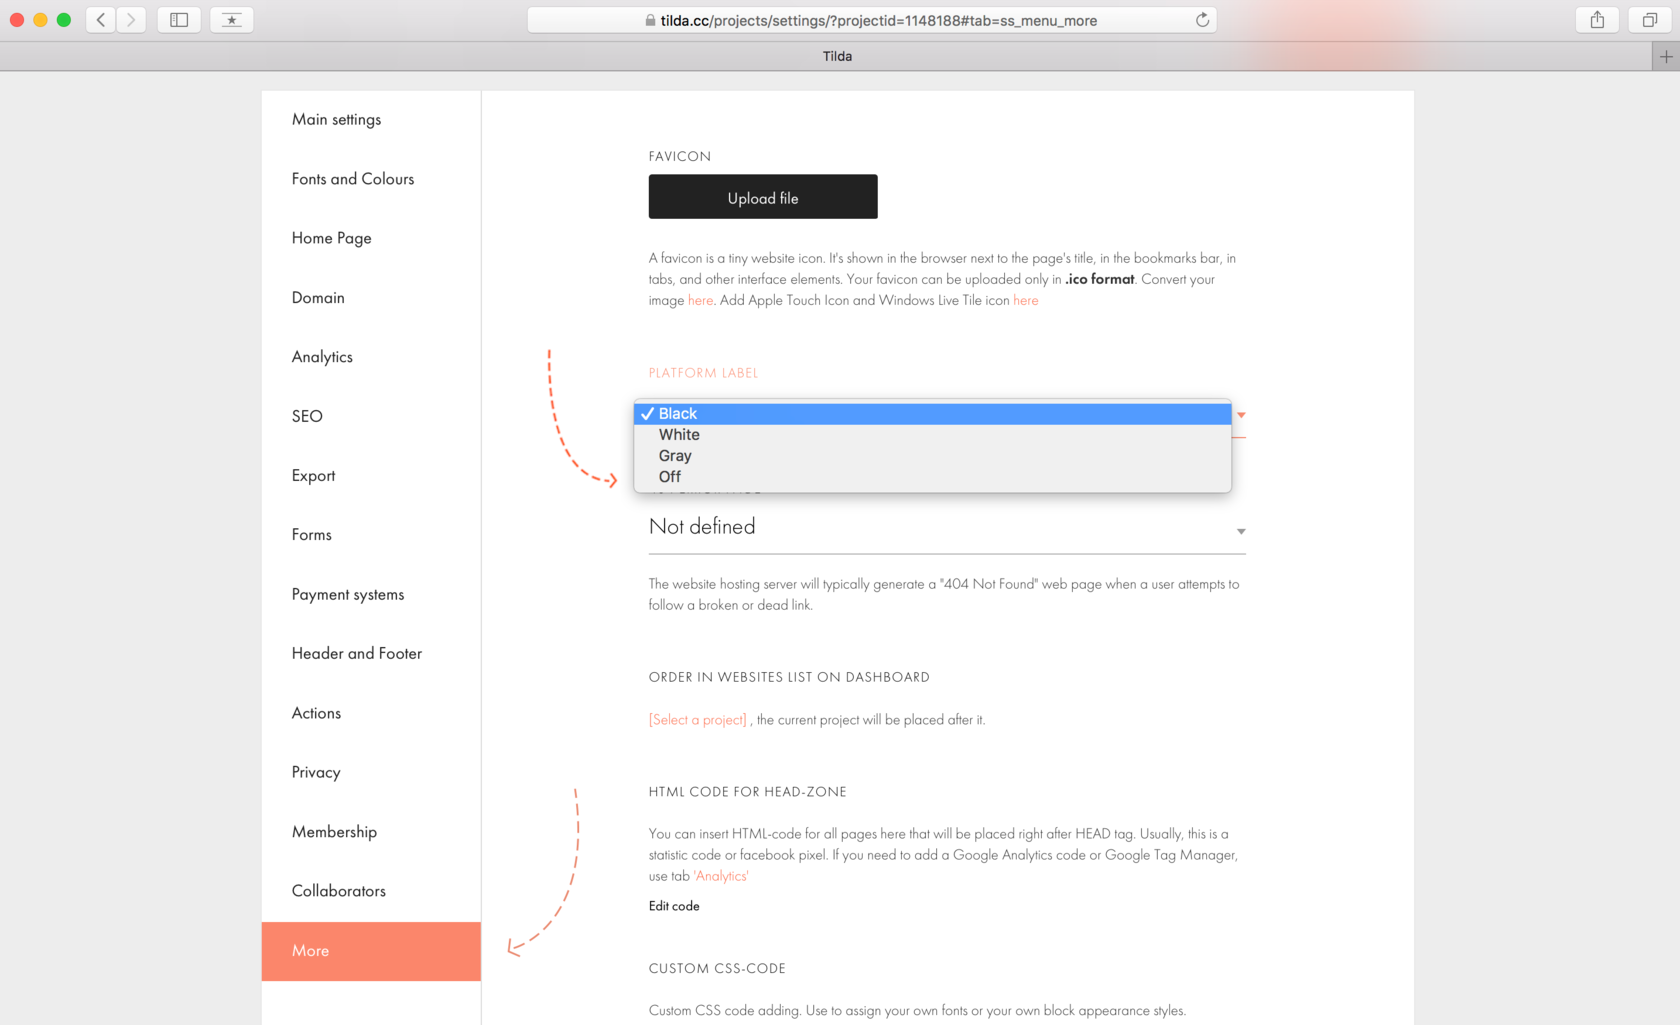 tilda.cc/projects/settings/?projectid=1148188#tab=ss_menu_more
Tilda
Main settings
Fonts and Colours
Home Page
Domain
Analytics
SEO
Export
Forms
Payment systems
Header and Footer
Actions
Privacy
Membership
Collaborators
More
FAVICON
Upload file
A favicon is a tiny website icon. It's shown in the browser next to the page's title, in the bookmarks bar, in
tabs, and other interface elements. Your favicon can be uploaded only in .ico format. Convert your
image here. Add Apple Touch Icon and Windows Live Tile icon here
PLATFORM LABEL
✓ Black
White
Gray
Off
Not defined
The website hosting server will typically generate a "404 Not Found" web page when a user attempts to
follow a broken or dead link.
ORDER IN WEBSITES LIST ON DASHBOARD
[Select a project] , the current project will be placed after it.
HTML CODE FOR HEAD-ZONE
You can insert HTML-code for all pages here that will be placed right after HEAD tag. Usually, this is a
statistic code or facebook pixel. If you need to add a Google Analytics code or Google Tag Manager,
use tab 'Analytics'
Edit code
CUSTOM CSS-CODE
Custom CSS code adding. Use to assign your own fonts or your own block appearance styles.